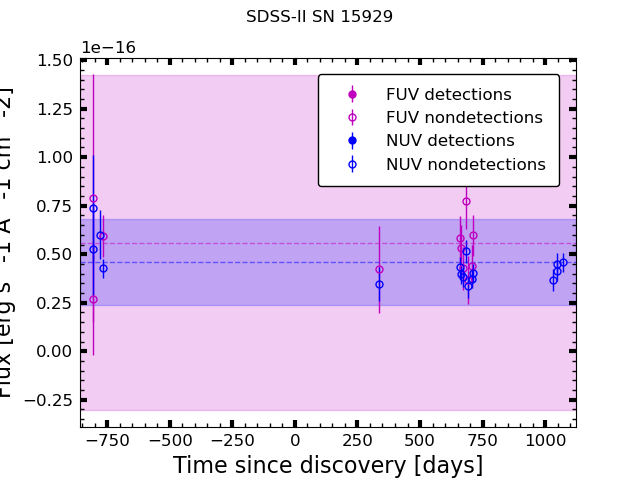 SDSS-II SN 15929
1e−16
1.50
1.25
1.00
0.75
0.50
0.25
0.00
−0.25
Flux [erg s -1 Å -1 cm -2]
FUV detections
FUV nondetections
NUV detections
NUV nondetections
−750 −500 −250 0 250 500 750 1000
Time since discovery [days]